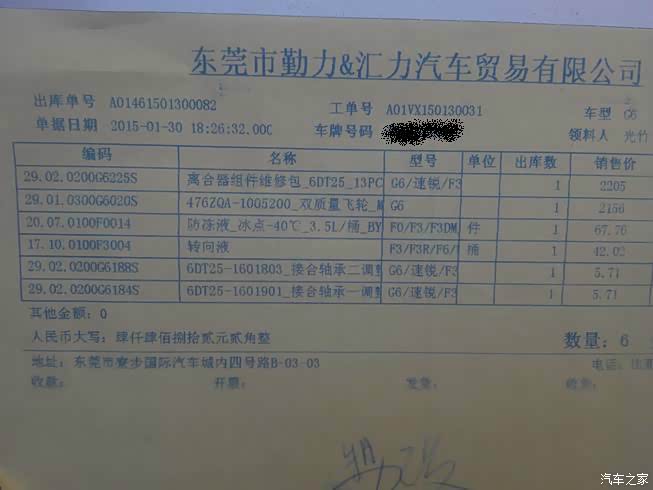 东莞市勤力&汇力汽车贸易有限公司
出库单号 A01461501300082 工单号 A01VX150130031 车型 G6
单据日期 2015-01-30 18:26:32.000 车牌号码 领料人 光竹
编码 名称 型号 单位 出库数 销售价
29.02.0200G6225S 离合器组件维修包_6DT25_13PC G6/速锐/F3 1 2205
29.01.0300G6020S 476ZQA-1005200_双质量飞轮_ G6 1 2156
20.07.0100F0014 防冻液_冰点-40℃_3.5L/桶_BY F0/F3/F3DM 件 1 67.76
17.10.0100F3004 转向液 F3/F3R/F6/ 桶 1 42.02
29.02.0200G6188S 6DT25-1601803_接合轴承二调整 G6/速锐/F3 1 5.71
29.02.0200G6184S 6DT25-1601901_接合轴承一调整 G6/速锐/F3 1 5.71
其他金额：0
人民币大写：肆仟肆佰捌拾贰元贰角整 数量：6
地址：东莞市寮步国际汽车城内四号路B-03-03 电话：
收款： 开票： 发货： 收货：
汽车之家